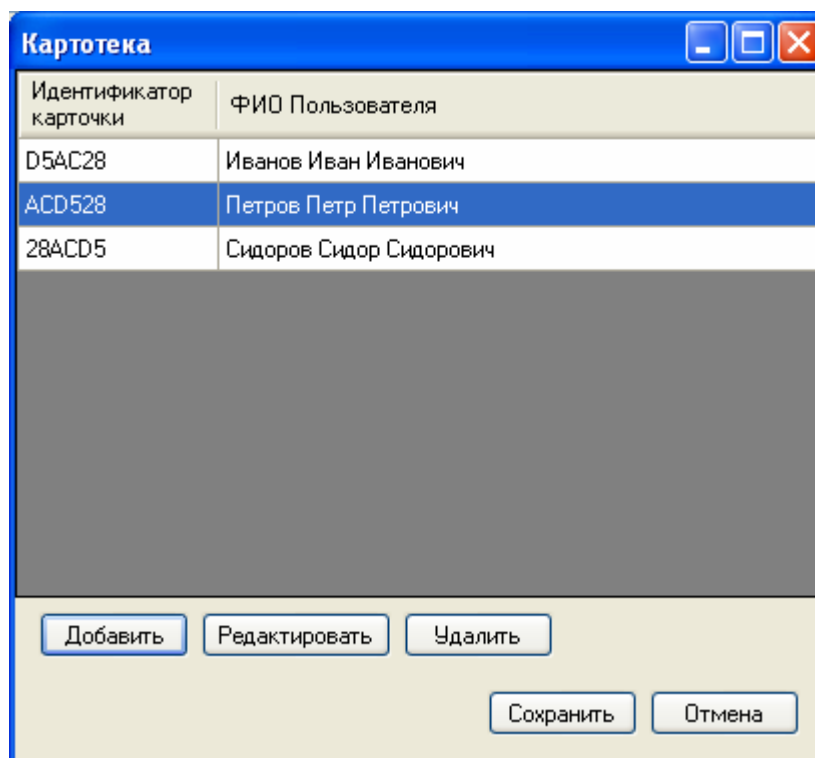 Картотека
Идентификатор
карточки
ФИО Пользователя
D5AC28 Иванов Иван Иванович
ACD528 Петров Петр Петрович
28ACD5 Сидоров Сидор Сидорович
Добавить Редактировать Удалить
Сохранить Отмена